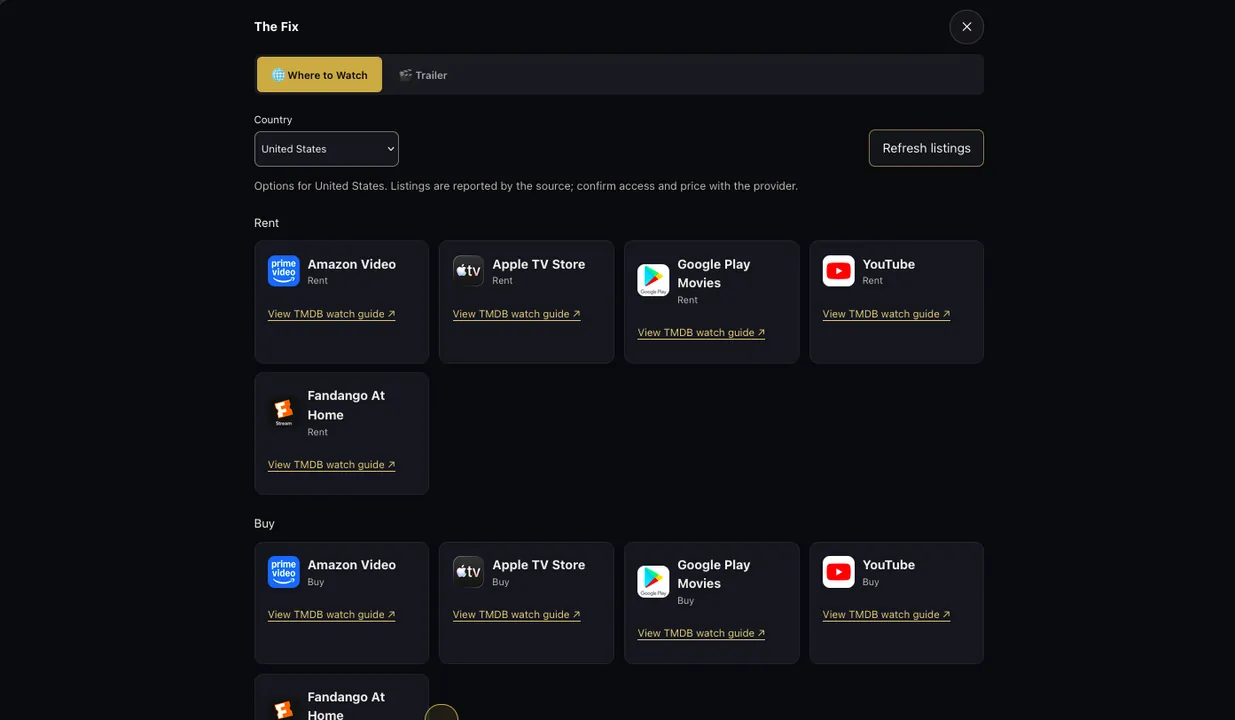 The Fix
Where to Watch
Trailer
Country
United States
Refresh listings
Options for United States. Listings are reported by the source; confirm access and price with the provider.
Rent
prime
video
Amazon Video
Rent
View TMDB watch guide ↗
tv
Apple TV Store
Rent
View TMDB watch guide ↗
Google Play
Google Play
Movies
Rent
View TMDB watch guide ↗
YouTube
Rent
View TMDB watch guide ↗
Stream
Fandango At
Home
Rent
View TMDB watch guide ↗
Buy
prime
video
Amazon Video
Buy
View TMDB watch guide ↗
tv
Apple TV Store
Buy
View TMDB watch guide ↗
Google Play
Google Play
Movies
Buy
View TMDB watch guide ↗
YouTube
Buy
View TMDB watch guide ↗
Fandango At
Home